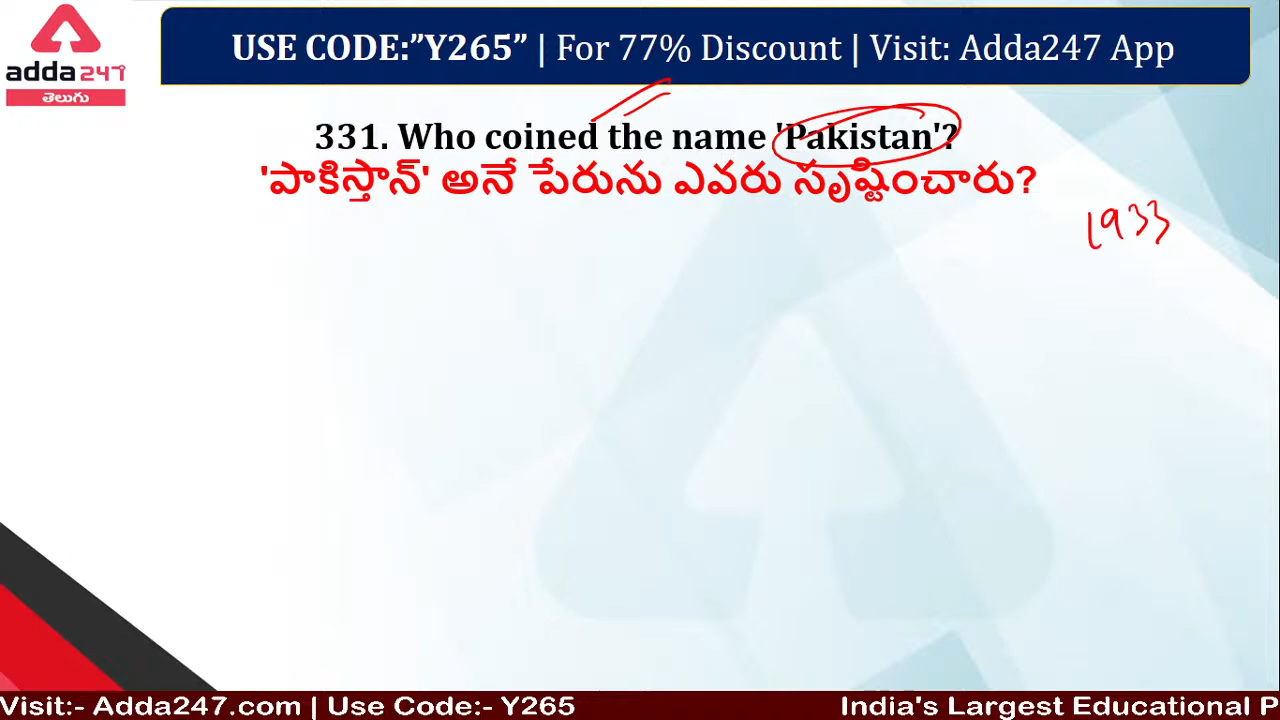 adda247
తెలుగు
USE CODE:”Y265” | For 77% Discount | Visit: Adda247 App
331. Who coined the name 'Pakistan'?
'పాకిస్తాన్' అనే పేరును ఎవరు సృష్టించారు?
1933
Visit:- Adda247.com | Use Code:- Y265
India's Largest Educational P